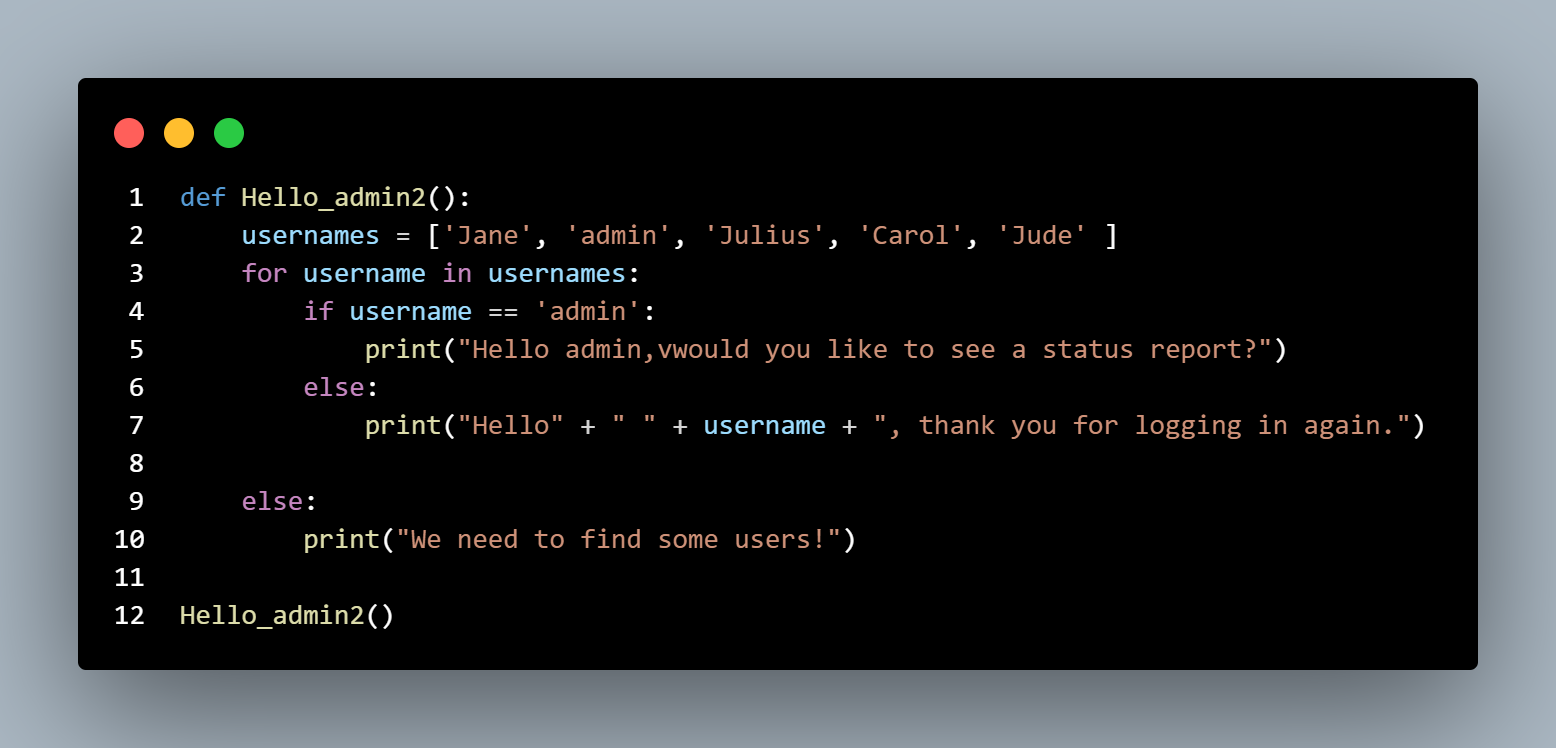 1 def Hello_admin2():
2     usernames = ['Jane', 'admin', 'Julius', 'Carol', 'Jude' ]
3     for username in usernames:
4         if username == 'admin':
5             print("Hello admin,vwould you like to see a status report?")
6         else:
7             print("Hello" + " " + username + ", thank you for logging in again.")
8
9     else:
10         print("We need to find some users!")
11
12 Hello_admin2()